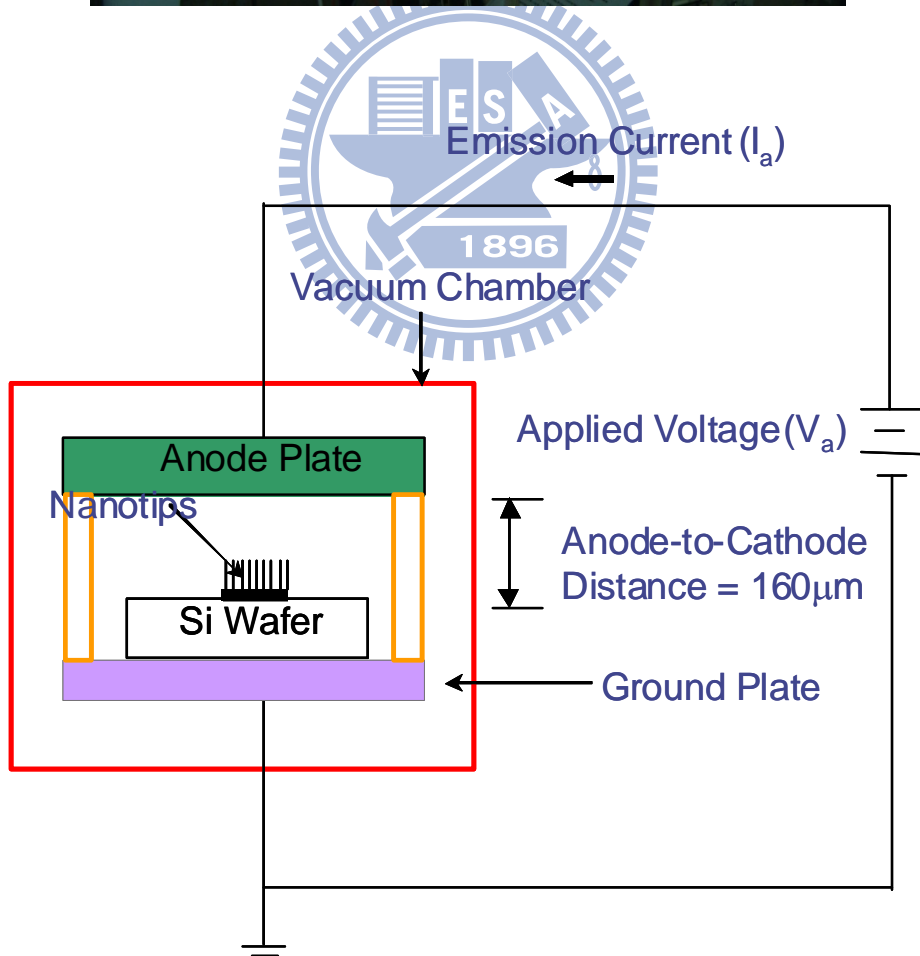 E S A
Emission Current (Ia)
1896
Vacuum Chamber
Applied Voltage (Va)
Anode Plate
Nanotips
Anode-to-Cathode
Distance = 160μm
Si Wafer
Ground Plate